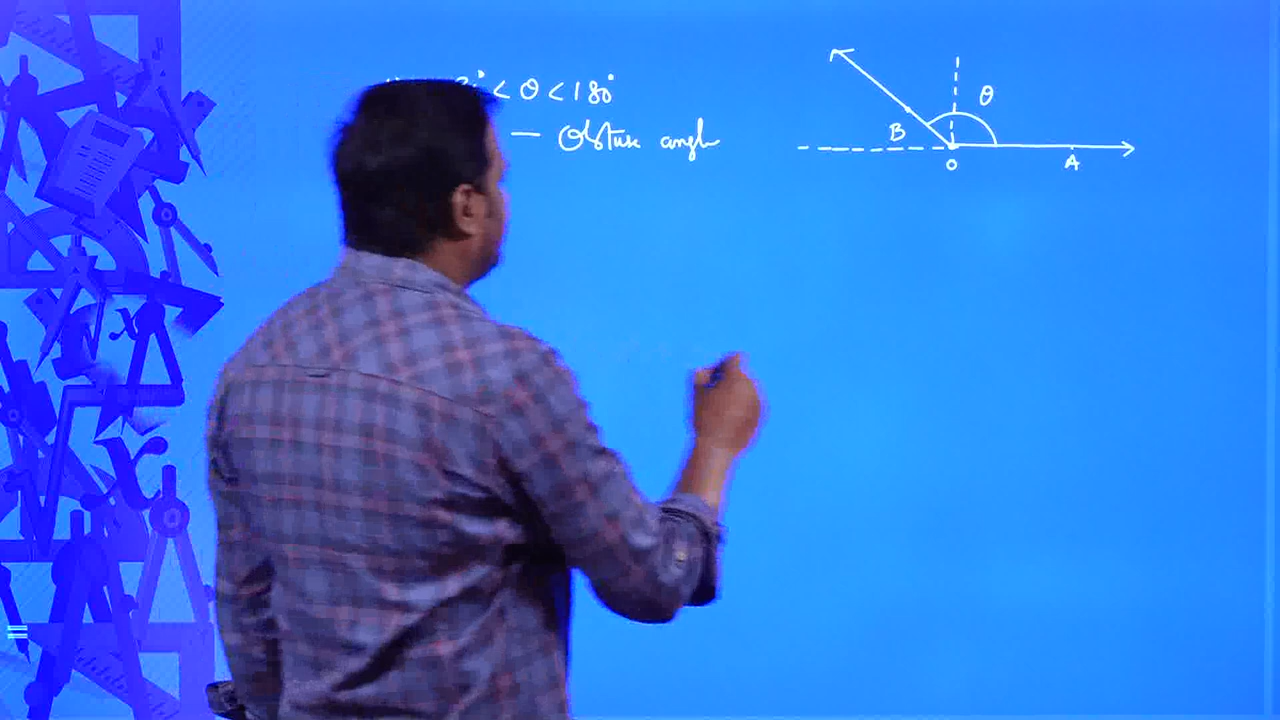 < θ < 180°
— Obtuse angle
θ
B
O
A
x
x